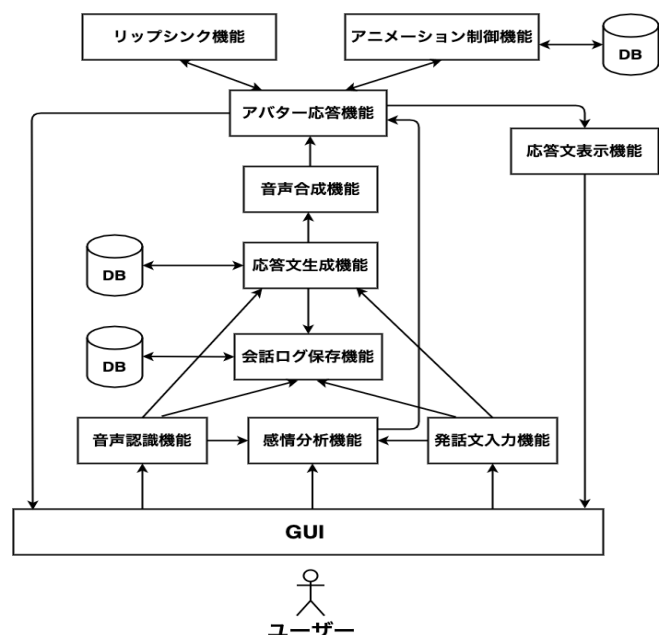 リップシンク機能
アニメーション制御機能
DB
アバター応答機能
応答文表示機能
音声合成機能
応答文生成機能
DB
会話ログ保存機能
DB
音声認識機能
感情分析機能
発話文入力機能
GUI
ユーザー